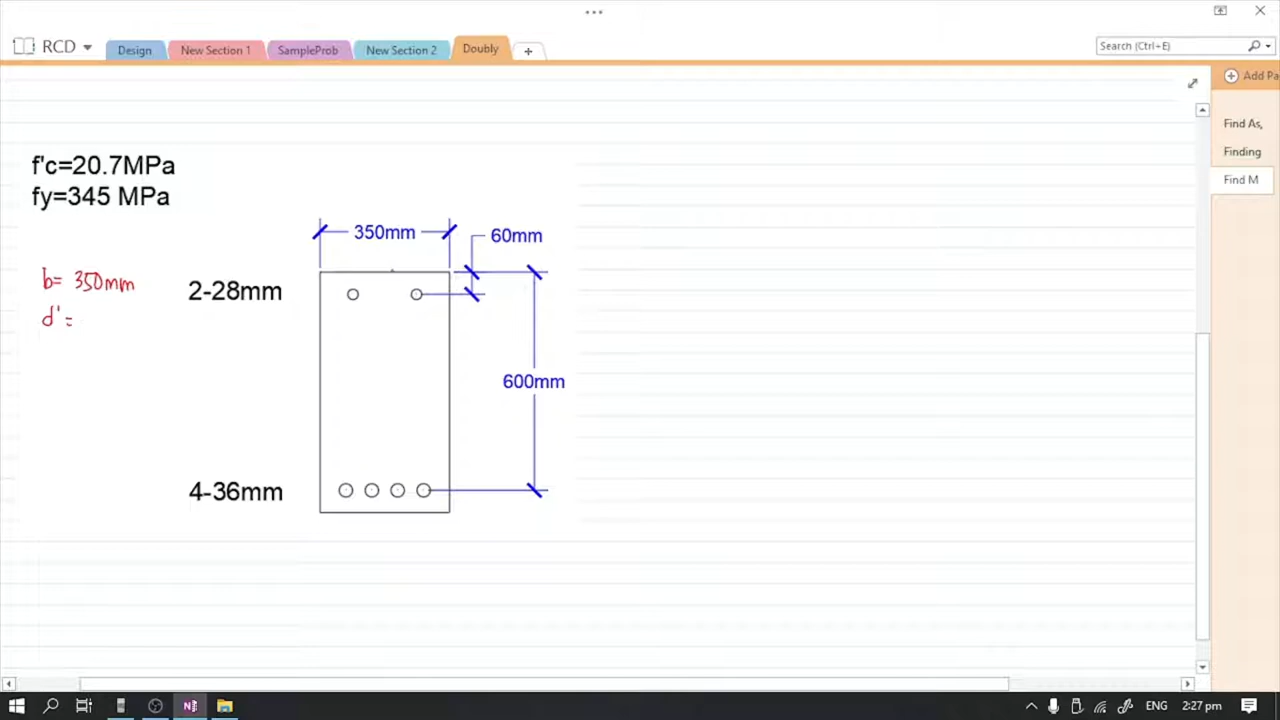 RCD
Design
New Section 1
SampleProb
New Section 2
Doubly
Search (Ctrl+E)
Add Pa
Find As,
Finding
Find M
f'c=20.7MPa
fy=345 MPa
350mm
60mm
b= 350mm
d' =
2-28mm
600mm
4-36mm
ENG
2:27 pm